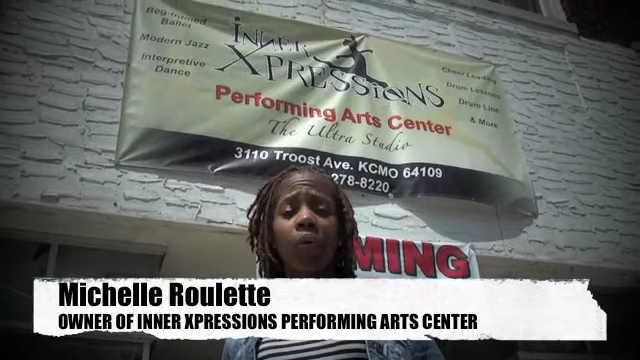 Ballet
Modern Jazz
Interpretive
Dance
INNER
XPRESSIONS
Cheer Leading
Drum Lessons
Drum Line
& More
Performing Arts Center
The Ultra Studio
3110 Troost Ave. KCMO 64109
278-8220
MING
Michelle Roulette
OWNER OF INNER XPRESSIONS PERFORMING ARTS CENTER